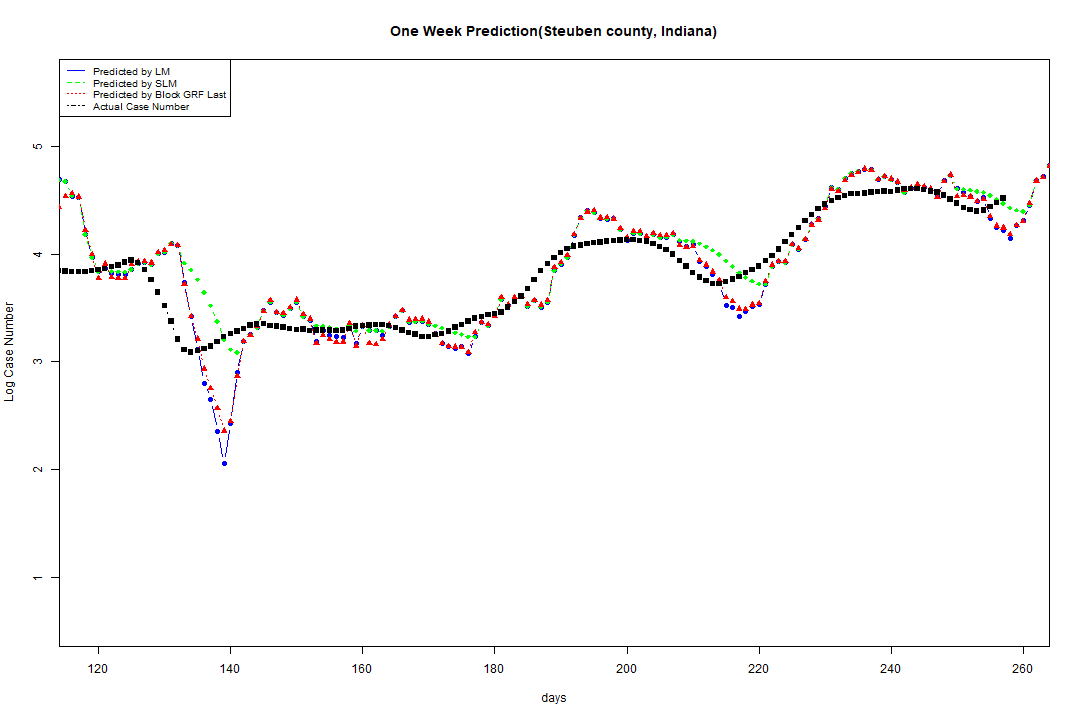 One Week Prediction(Steuben county, Indiana)
Predicted by LM
Predicted by SLM
Predicted by Block GRF Last
Actual Case Number
5
4
3
2
1
Log Case Number
120 140 160 180 200 220 240 260
days